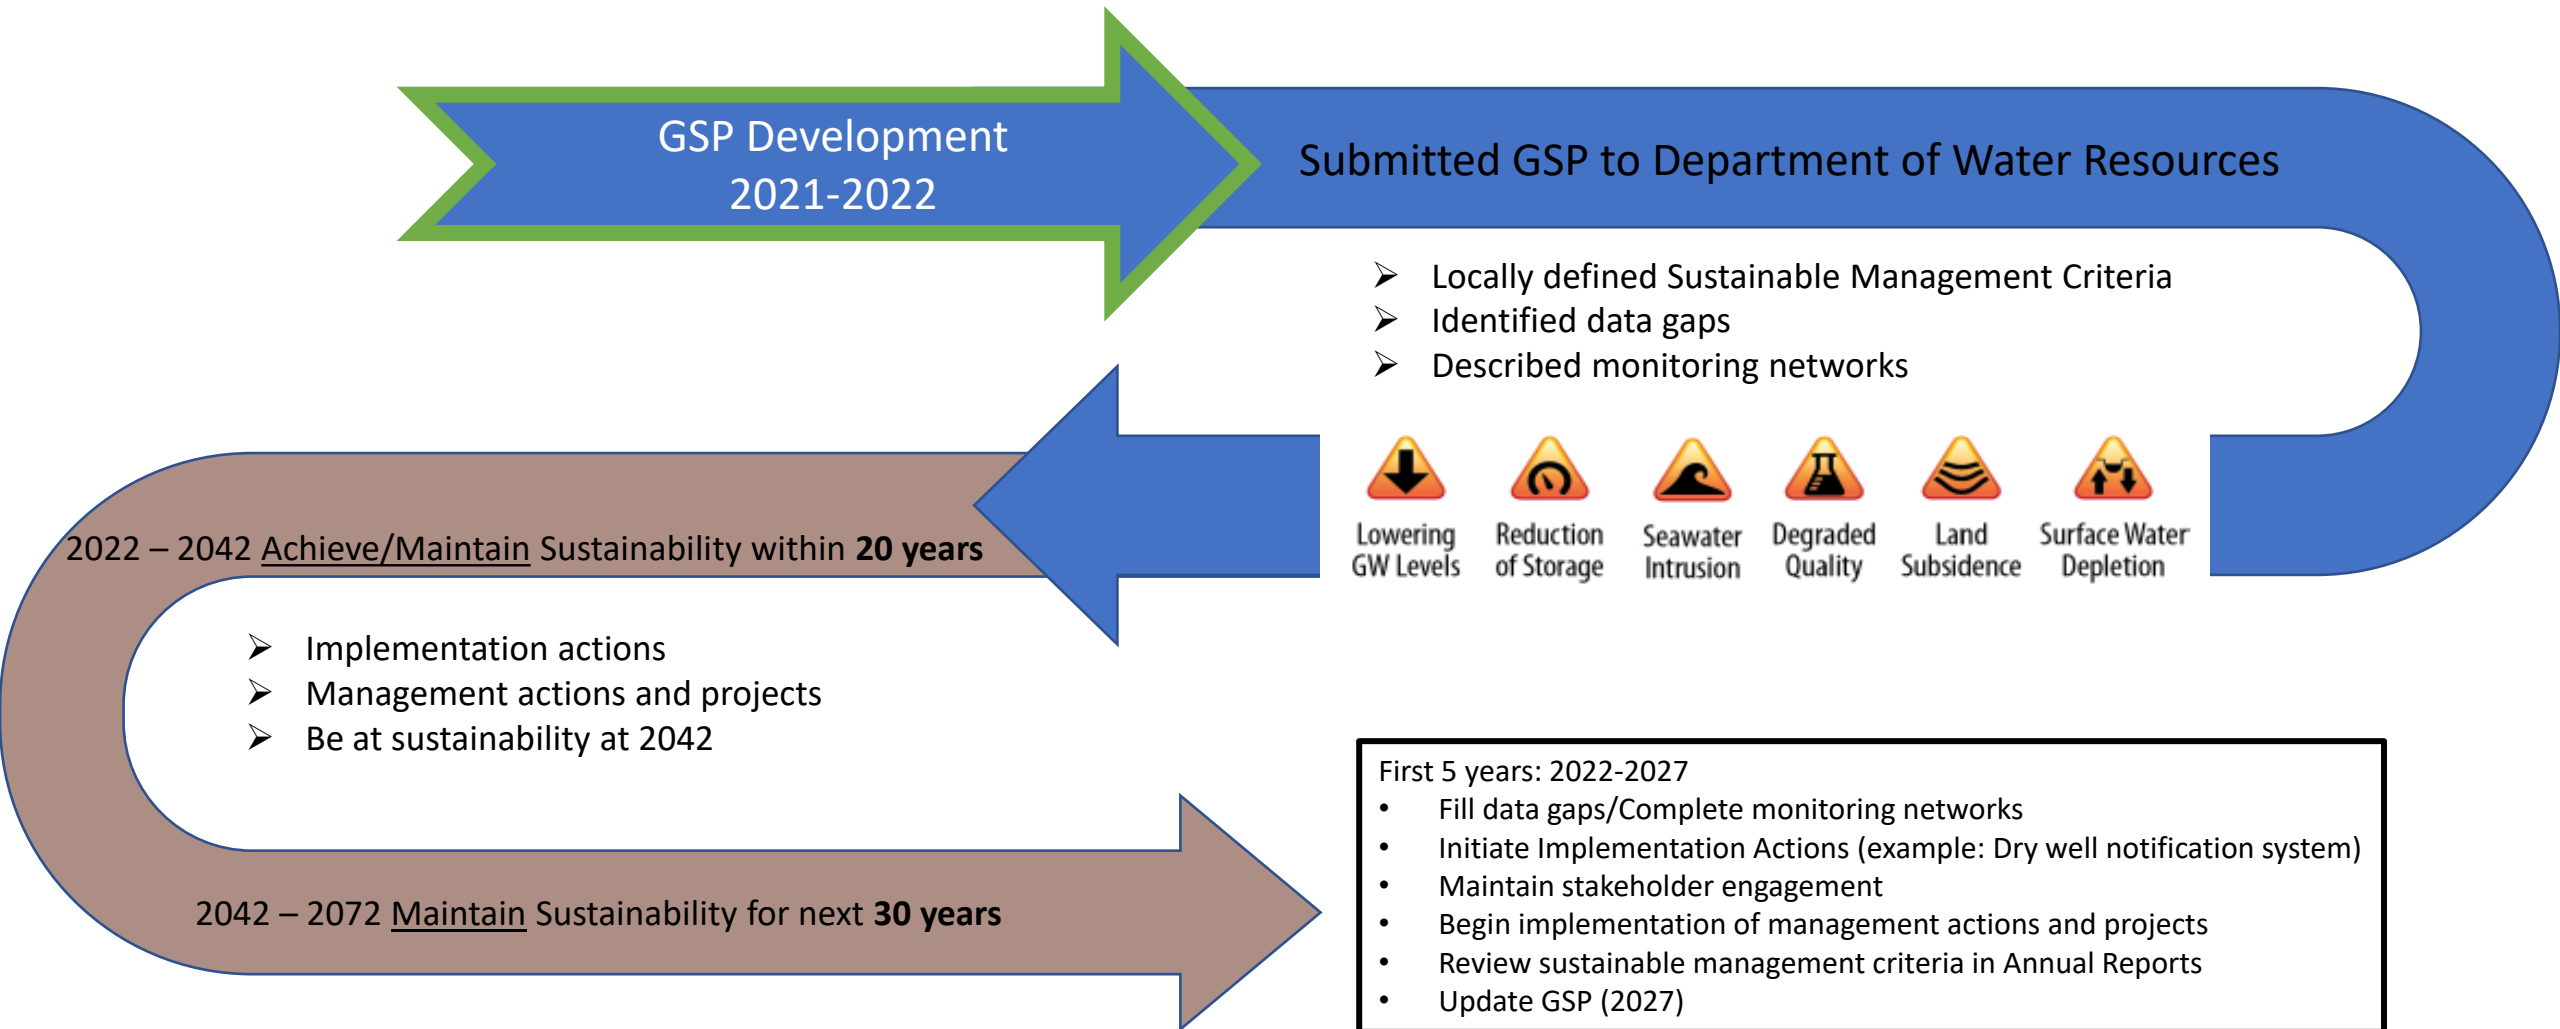 GSP Development
2021-2022
Submitted GSP to Department of Water Resources
➢ Locally defined Sustainable Management Criteria
➢ Identified data gaps
➢ Described monitoring networks
Lowering
GW Levels
Reduction
of Storage
Seawater
Intrusion
Degraded
Quality
Land
Subsidence
Surface Water
Depletion
2022 – 2042 Achieve/Maintain Sustainability within 20 years
➢ Implementation actions
➢ Management actions and projects
➢ Be at sustainability at 2042
2042 – 2072 Maintain Sustainability for next 30 years
First 5 years: 2022-2027
• Fill data gaps/Complete monitoring networks
• Initiate Implementation Actions (example: Dry well notification system)
• Maintain stakeholder engagement
• Begin implementation of management actions and projects
• Review sustainable management criteria in Annual Reports
• Update GSP (2027)